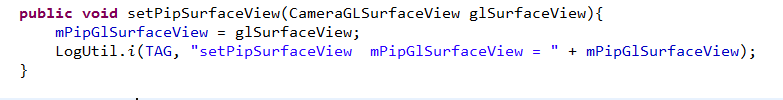 public void setPipSurfaceView(CameraGLSurfaceView glSurfaceView){
    mPipGlSurfaceView = glSurfaceView;
    LogUtil.i(TAG, "setPipSurfaceView  mPipGlSurfaceView = " + mPipGlSurfaceView);
}